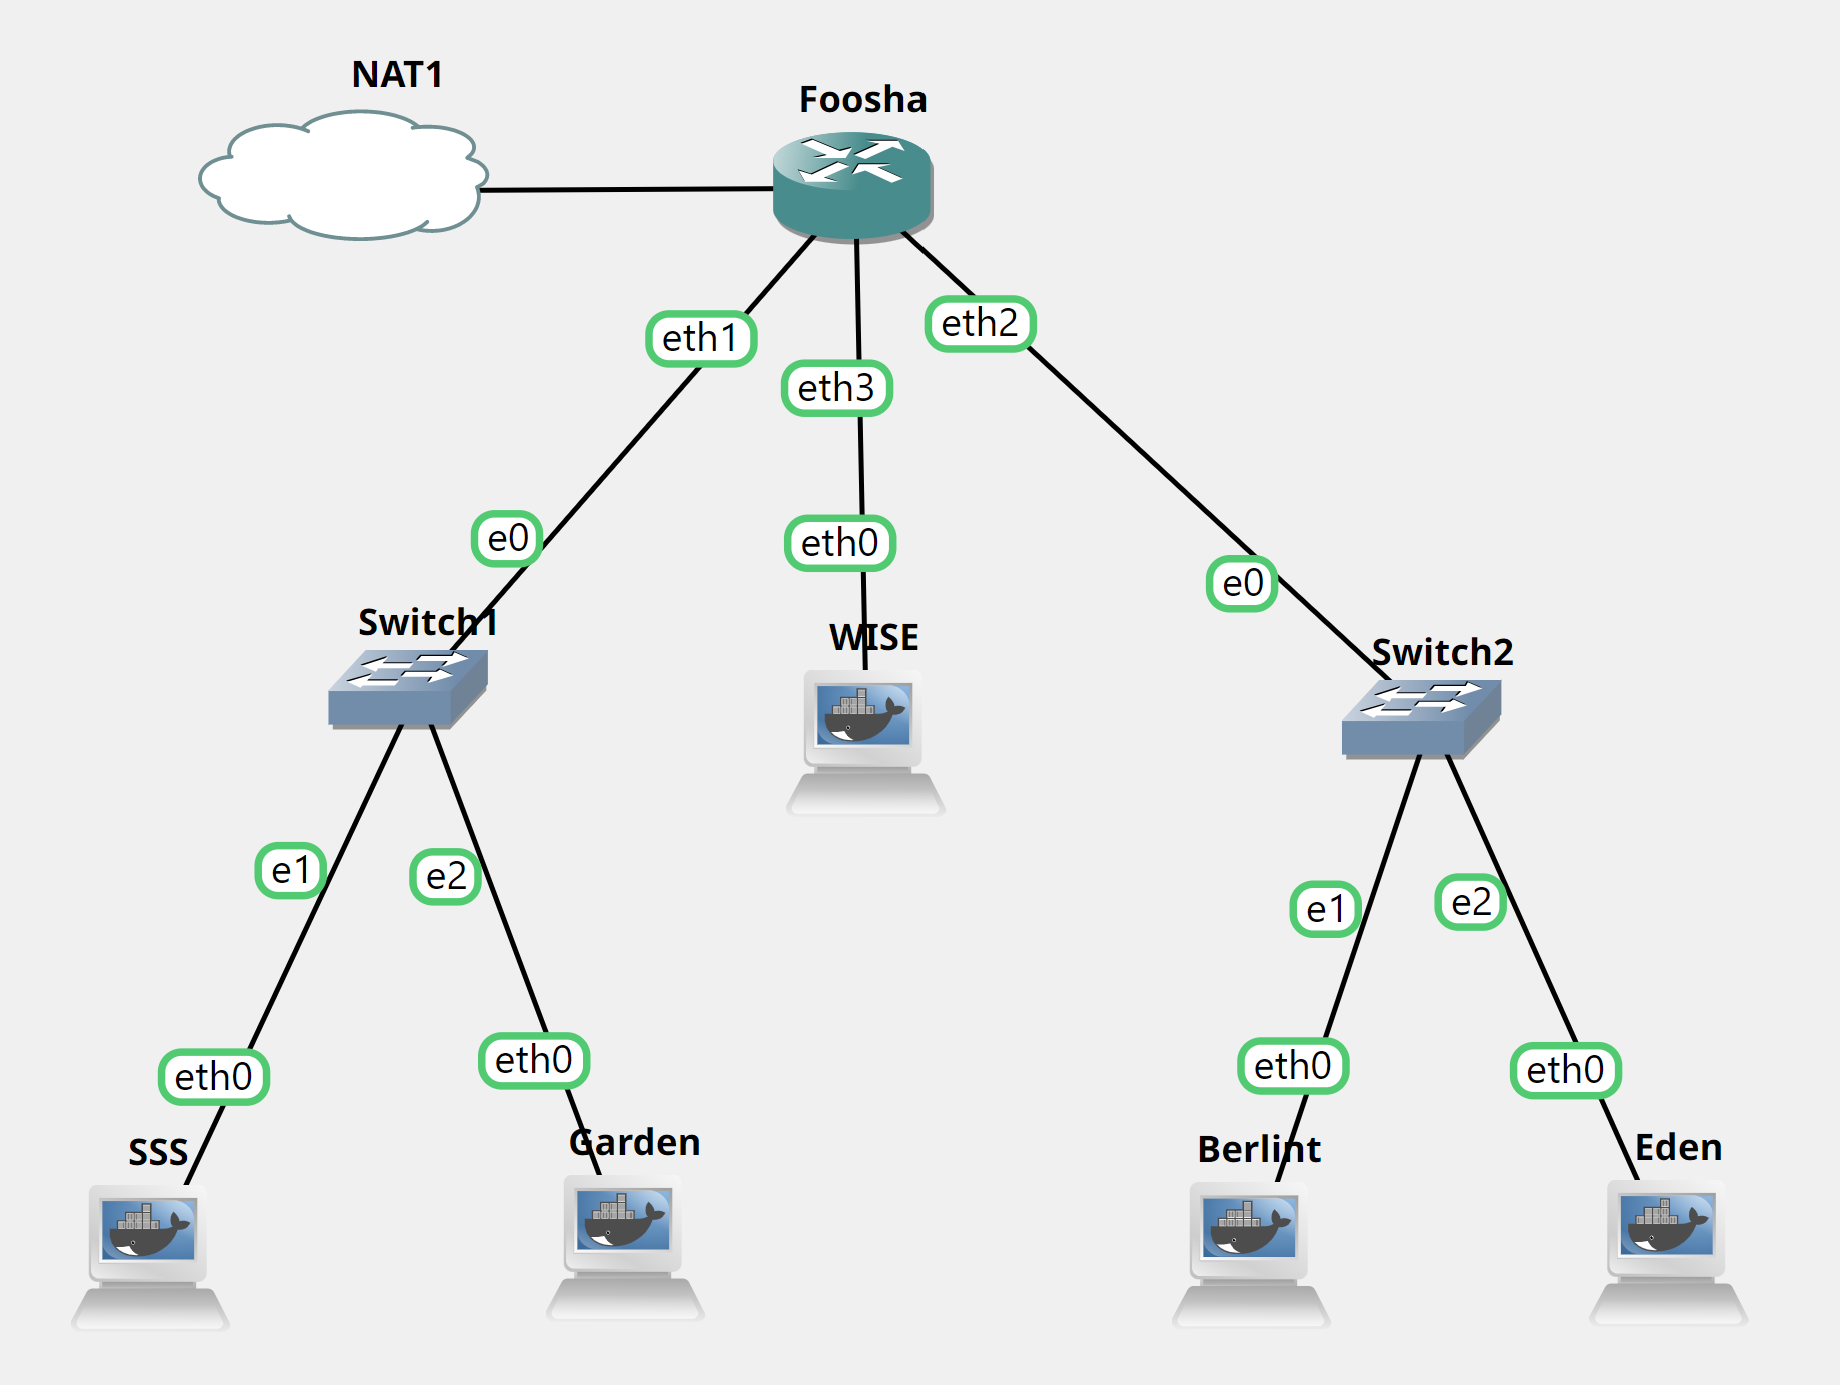 NAT1
Foosha
eth1
eth2
eth3
e0
eth0
e0
Switch1
WISE
Switch2
e1
e2
e1
e2
eth0
eth0
eth0
eth0
SSS
Garden
Berlint
Eden